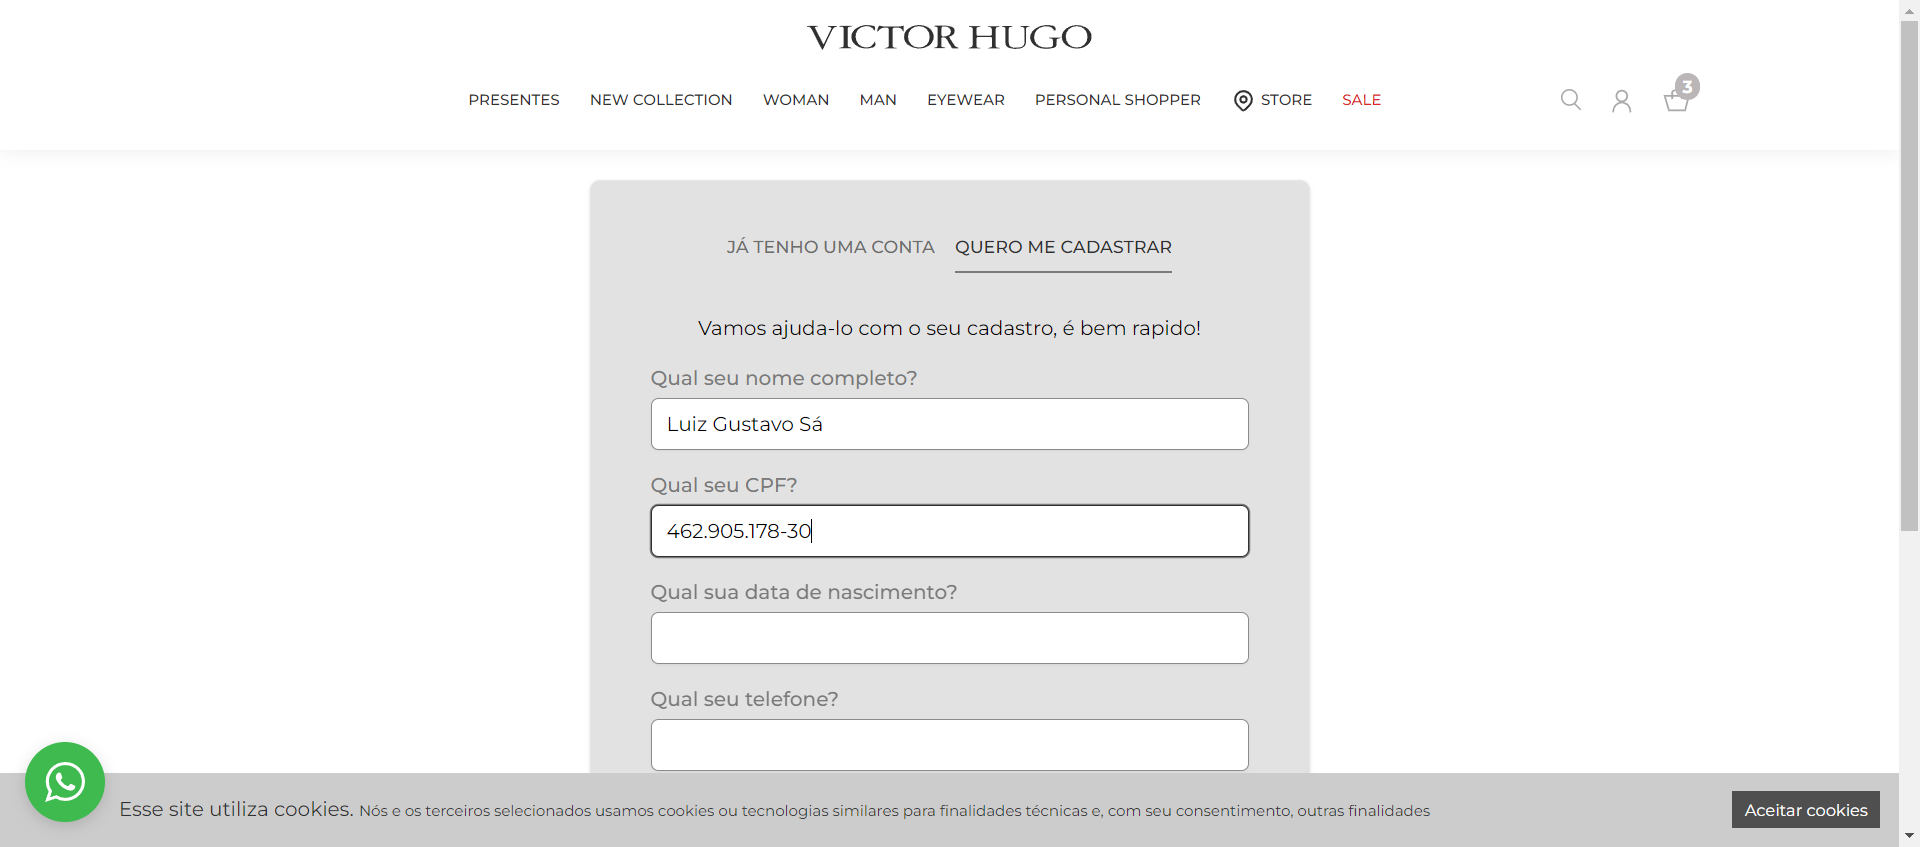 VICTOR HUGO
PRESENTES NEW COLLECTION WOMAN MAN EYEWEAR PERSONAL SHOPPER STORE SALE 3
JÁ TENHO UMA CONTA QUERO ME CADASTRAR
Vamos ajuda-lo com o seu cadastro, é bem rapido!
Qual seu nome completo?
Luiz Gustavo Sá
Qual seu CPF?
462.905.178-30
Qual sua data de nascimento?
Qual seu telefone?
Esse site utiliza cookies. Nós e os terceiros selecionados usamos cookies ou tecnologias similares para finalidades técnicas e, com seu consentimento, outras finalidades Aceitar cookies